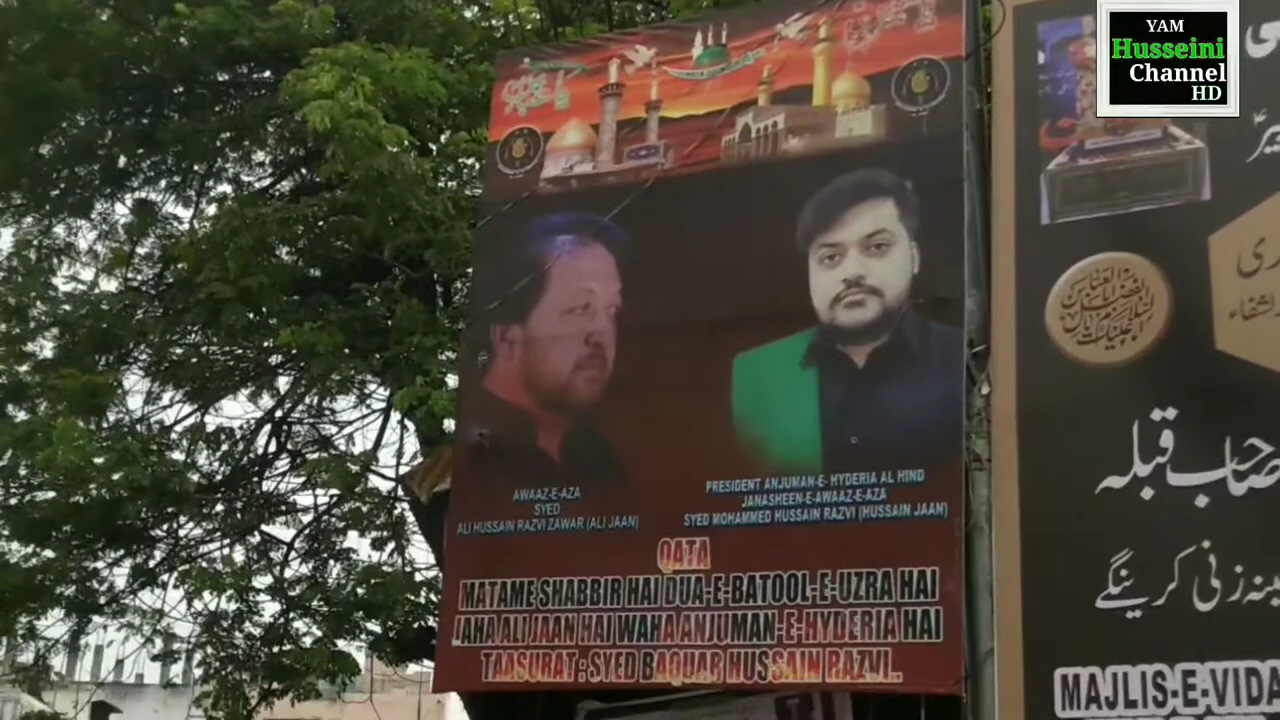 YAM
Husseini
Channel
HD
AWAAZ-E-AZA
SYED
ALI HUSSAIN RAZVI ZAWAR (ALI JAAN)
PRESIDENT ANJUMAN-E- HYDERIA AL HIND
JANASHEEN-E-AWAAZ-E-AZA
SYED MOHAMMED HUSSAIN RAZVI (HUSSAIN JAAN)
QATA
MATAME SHABBIR HAI DUA-E-BATOOL-E-UZRA HAI
JAHA ALI JAAN HAI WAHA ANJUMAN-E-HYDERIA HAI
TAASURAT : SYED BAQUAR HUSSAIN RAZVI..
صاحب قبلہ
سینہ زنی کرینگے
MAJLIS-E-VIDA